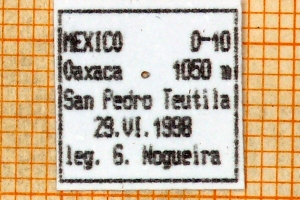 MEXICO 0-10
Oaxaca 1050 m
San Pedro Teutila
29.VI.1998
leg. G. Nogueira